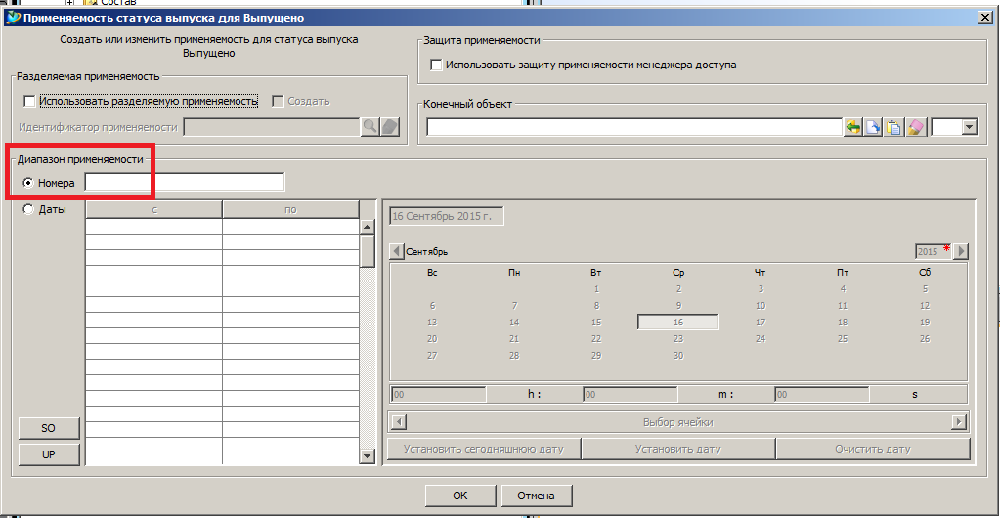 Состав
Применяемость статуса выпуска для Выпущено
Создать или изменить применяемость для статуса выпуска
Выпущено
Защита применяемости
Использовать защиту применяемости менеджера доступа
Разделяемая применяемость
Использовать разделяемую применяемость Создать
Идентификатор применяемости
Конечный объект
Диапазон применяемости
Номера
Даты
с по
16 Сентябрь 2015 г.
Сентябрь 2015 *
Вс Пн Вт Ср Чт Пт Сб
1 2 3 4 5
6 7 8 9 10 11 12
13 14 15 16 17 18 19
20 21 22 23 24 25 26
27 28 29 30
00 h : 00 m : 00 s
Выбор ячейки
Установить сегодняшнюю дату Установить дату Очистить дату
SO
UP
OK Отмена